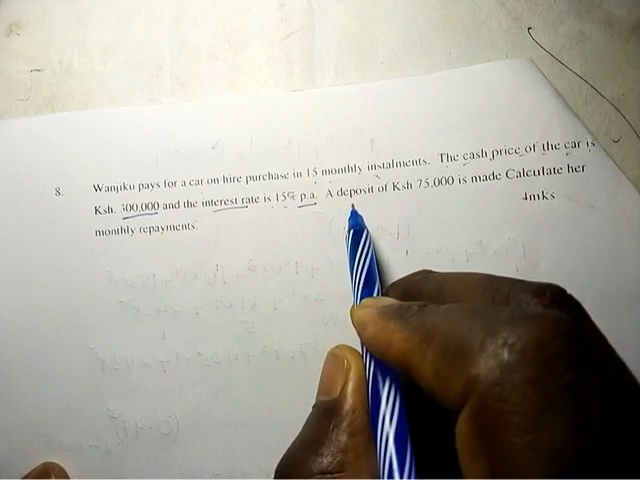 8. Wanjiku pays for a car on hire purchase in 15 monthly instalments. The cash price of the car is
Ksh. 300,000 and the interest rate is 15% p.a. A deposit of Ksh 75,000 is made Calculate her
monthly repayments.
4mks